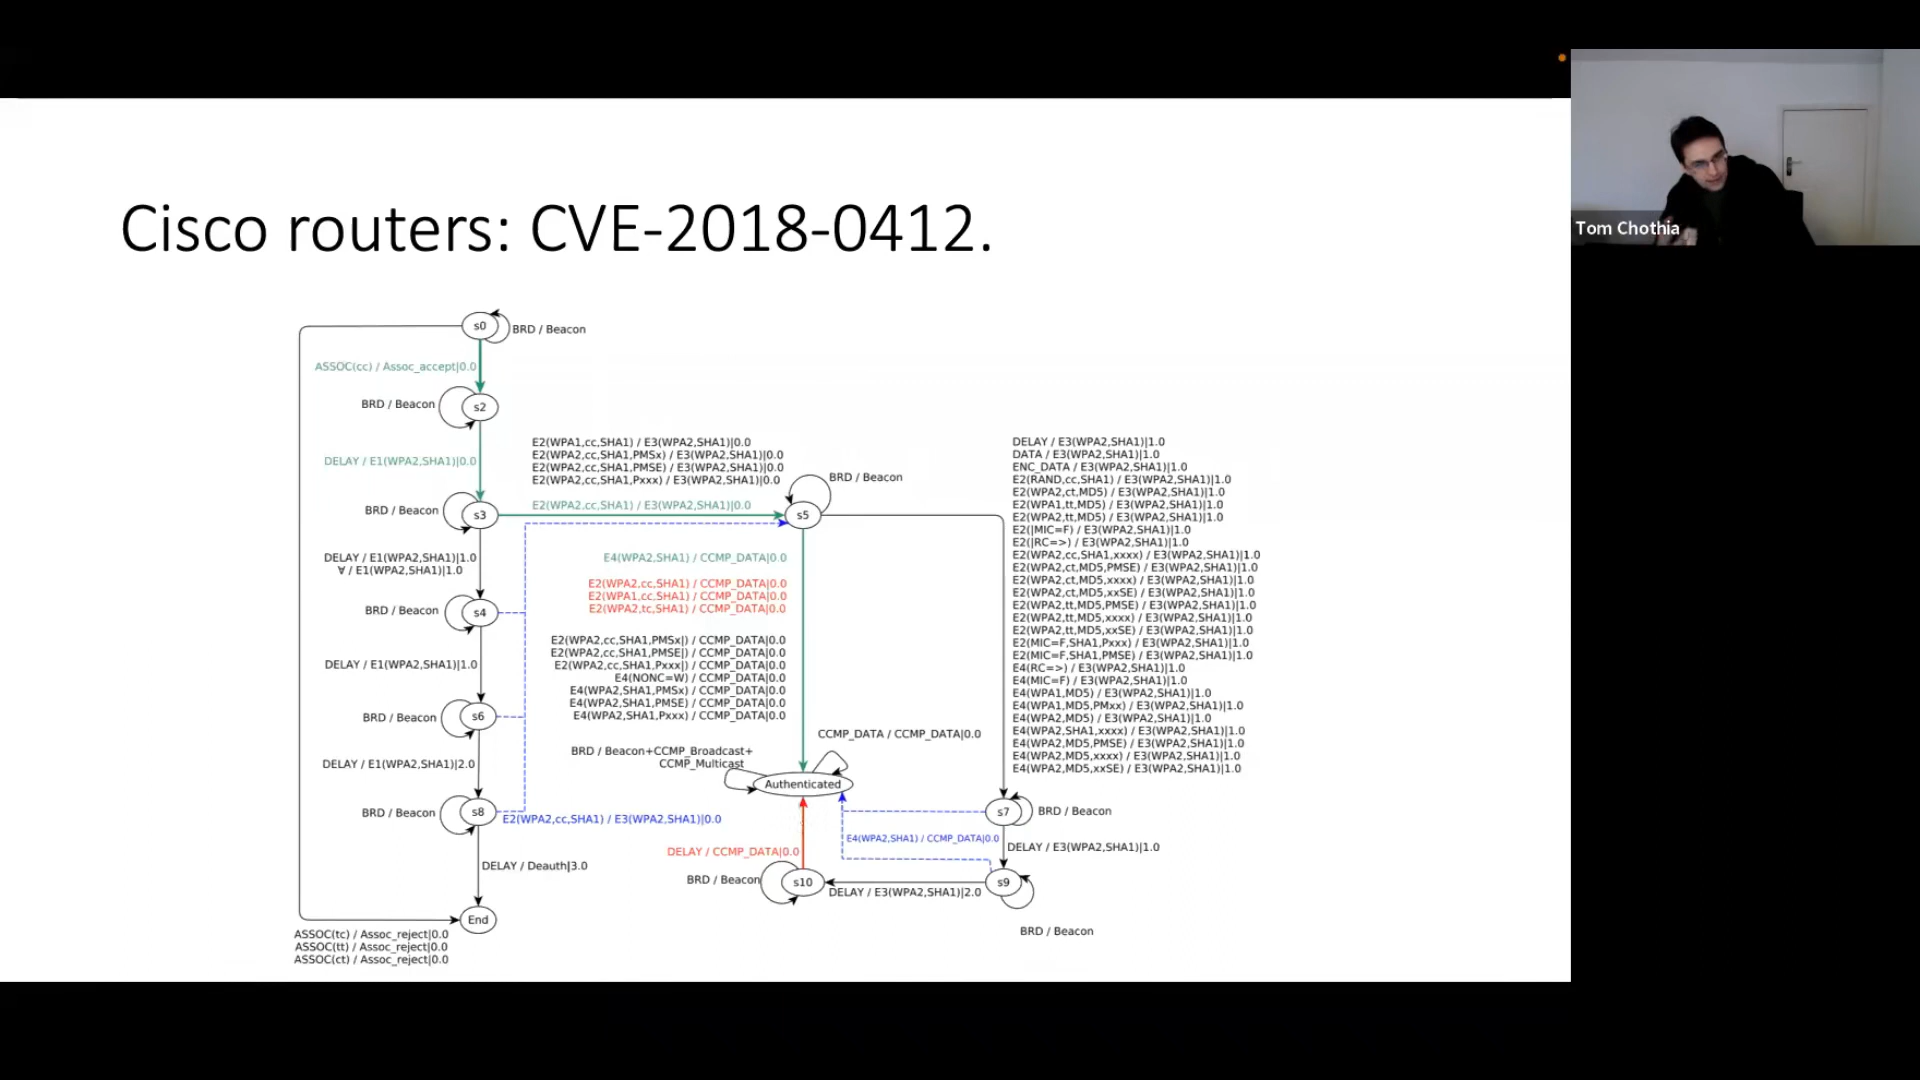 Tom Chothia
Cisco routers: CVE-2018-0412.
s0
BRD / Beacon
ASSOC(cc) / Assoc_accept|0.0
BRD / Beacon
s2
DELAY / E1(WPA2,SHA1)|0.0
BRD / Beacon
s3
E2(WPA1,cc,SHA1) / E3(WPA2,SHA1)|0.0
E2(WPA2,cc,SHA1,PMSx) / E3(WPA2,SHA1)|0.0
E2(WPA2,cc,SHA1,PMSE) / E3(WPA2,SHA1)|0.0
E2(WPA2,cc,SHA1,Pxxx) / E3(WPA2,SHA1)|0.0
E2(WPA2,cc,SHA1) / E3(WPA2,SHA1)|0.0
BRD / Beacon
s5
DELAY / E1(WPA2,SHA1)|1.0
∀ / E1(WPA2,SHA1)|1.0
BRD / Beacon
s4
DELAY / E1(WPA2,SHA1)|1.0
BRD / Beacon
s6
DELAY / E1(WPA2,SHA1)|2.0
BRD / Beacon
s8
E2(WPA2,cc,SHA1) / E3(WPA2,SHA1)|0.0
DELAY / Deauth|3.0
End
ASSOC(tc) / Assoc_reject|0.0
ASSOC(tt) / Assoc_reject|0.0
ASSOC(ct) / Assoc_reject|0.0
E4(WPA2,SHA1) / CCMP_DATA|0.0
E2(WPA2,cc,SHA1) / CCMP_DATA|0.0
E2(WPA1,cc,SHA1) / CCMP_DATA|0.0
E2(WPA2,tc,SHA1) / CCMP_DATA|0.0
E2(WPA2,cc,SHA1,PMSx|) / CCMP_DATA|0.0
E2(WPA2,cc,SHA1,PMSE|) / CCMP_DATA|0.0
E2(WPA2,cc,SHA1,Pxxx|) / CCMP_DATA|0.0
E4(NONC=W) / CCMP_DATA|0.0
E4(WPA2,SHA1,PMSx) / CCMP_DATA|0.0
E4(WPA2,SHA1,PMSE) / CCMP_DATA|0.0
E4(WPA2,SHA1,Pxxx) / CCMP_DATA|0.0
BRD / Beacon+CCMP_Broadcast+
CCMP_Multicast
CCMP_DATA / CCMP_DATA|0.0
Authenticated
DELAY / CCMP_DATA|0.0
BRD / Beacon
s10
DELAY / E3(WPA2,SHA1)|2.0
E4(WPA2,SHA1) / CCMP_DATA|0.0
DELAY / E3(WPA2,SHA1)|1.0
DATA / E3(WPA2,SHA1)|1.0
ENC_DATA / E3(WPA2,SHA1)|1.0
E2(RAND,cc,SHA1) / E3(WPA2,SHA1)|1.0
E2(WPA2,ct,MD5) / E3(WPA2,SHA1)|1.0
E2(WPA1,tt,MD5) / E3(WPA2,SHA1)|1.0
E2(WPA2,tt,MD5) / E3(WPA2,SHA1)|1.0
E2(|MIC=F) / E3(WPA2,SHA1)|1.0
E2(|RC=>) / E3(WPA2,SHA1)|1.0
E2(WPA2,cc,SHA1,xxxx) / E3(WPA2,SHA1)|1.0
E2(WPA2,ct,MD5,PMSE) / E3(WPA2,SHA1)|1.0
E2(WPA2,ct,MD5,xxxx) / E3(WPA2,SHA1)|1.0
E2(WPA2,ct,MD5,xxSE) / E3(WPA2,SHA1)|1.0
E2(WPA2,tt,MD5,PMSE) / E3(WPA2,SHA1)|1.0
E2(WPA2,tt,MD5,xxxx) / E3(WPA2,SHA1)|1.0
E2(WPA2,tt,MD5,xxSE) / E3(WPA2,SHA1)|1.0
E2(MIC=F,SHA1,Pxxx) / E3(WPA2,SHA1)|1.0
E2(MIC=F,SHA1,PMSE) / E3(WPA2,SHA1)|1.0
E4(RC=>) / E3(WPA2,SHA1)|1.0
E4(MIC=F) / E3(WPA2,SHA1)|1.0
E4(WPA1,MD5) / E3(WPA2,SHA1)|1.0
E4(WPA1,MD5,PMxx) / E3(WPA2,SHA1)|1.0
E4(WPA2,MD5) / E3(WPA2,SHA1)|1.0
E4(WPA2,SHA1,xxxx) / E3(WPA2,SHA1)|1.0
E4(WPA2,MD5,PMSE) / E3(WPA2,SHA1)|1.0
E4(WPA2,MD5,xxxx) / E3(WPA2,SHA1)|1.0
E4(WPA2,MD5,xxSE) / E3(WPA2,SHA1)|1.0
s7
BRD / Beacon
DELAY / E3(WPA2,SHA1)|1.0
s9
BRD / Beacon